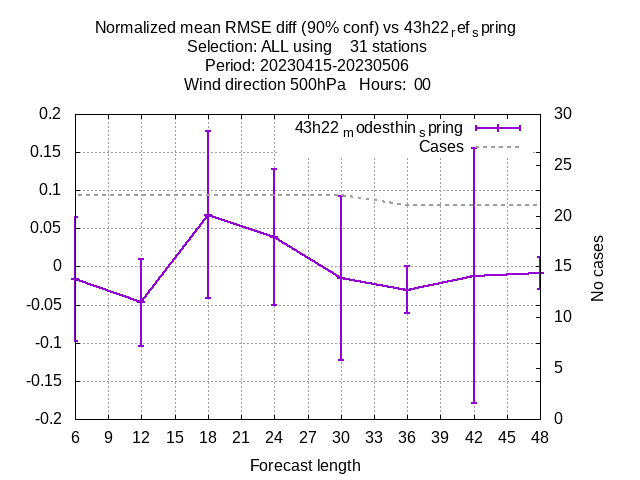 Normalized mean RMSE diff (90% conf) vs 43h22refspring
Selection: ALL using 31 stations
Period: 20230415-20230506
Wind direction 500hPa Hours: 00
43h22modesthinspring
Cases
0.2
0.15
0.1
0.05
0
-0.05
-0.1
-0.15
-0.2
30
25
20
15
10
5
0
No cases
6 9 12 15 18 21 24 27 30 33 36 39 42 45 48
Forecast length